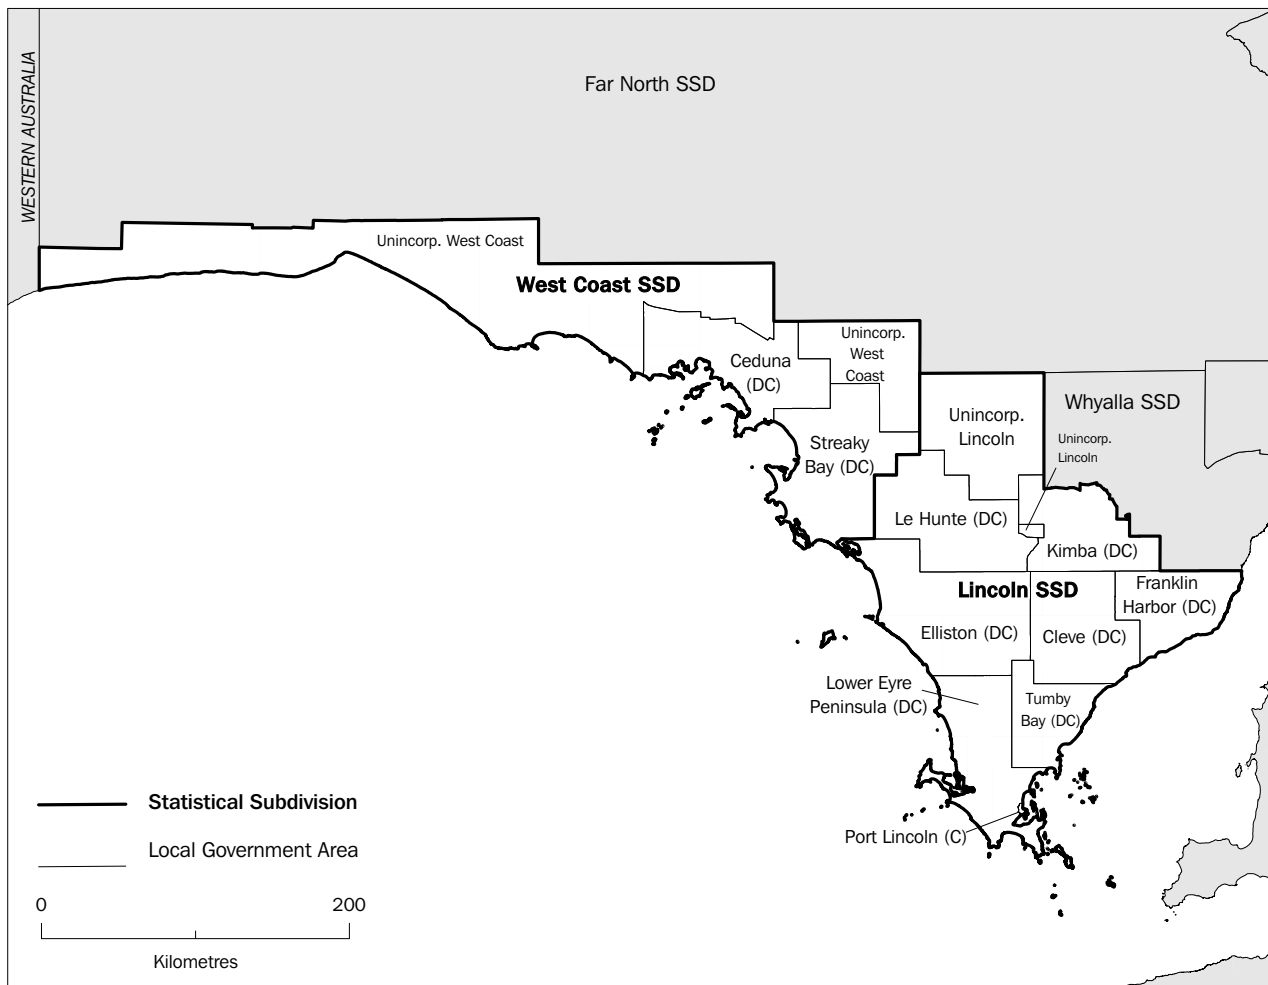 Far North SSD
WESTERN AUSTRALIA
Unincorp. West Coast
West Coast SSD
Unincorp.
West
Coast
Ceduna
(DC)
Whyalla SSD
Unincorp.
Lincoln
Unincorp.
Lincoln
Streaky
Bay (DC)
Le Hunte (DC)
Kimba (DC)
Lincoln SSD
Franklin
Harbor (DC)
Elliston (DC)
Cleve (DC)
Lower Eyre
Peninsula (DC)
Tumby
Bay (DC)
Port Lincoln (C)
Statistical Subdivision
Local Government Area
0 200
Kilometres